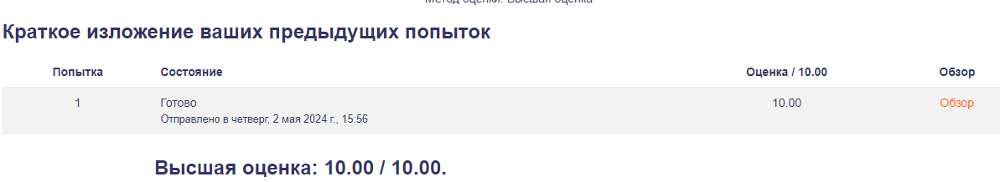 Метод оценки: Высшая оценка
Краткое изложение ваших предыдущих попыток
Попытка Состояние Оценка / 10.00 Обзор
1 Готово 10.00 Обзор
Отправлено в четверг, 2 мая 2024 г., 15:56
Высшая оценка: 10.00 / 10.00.